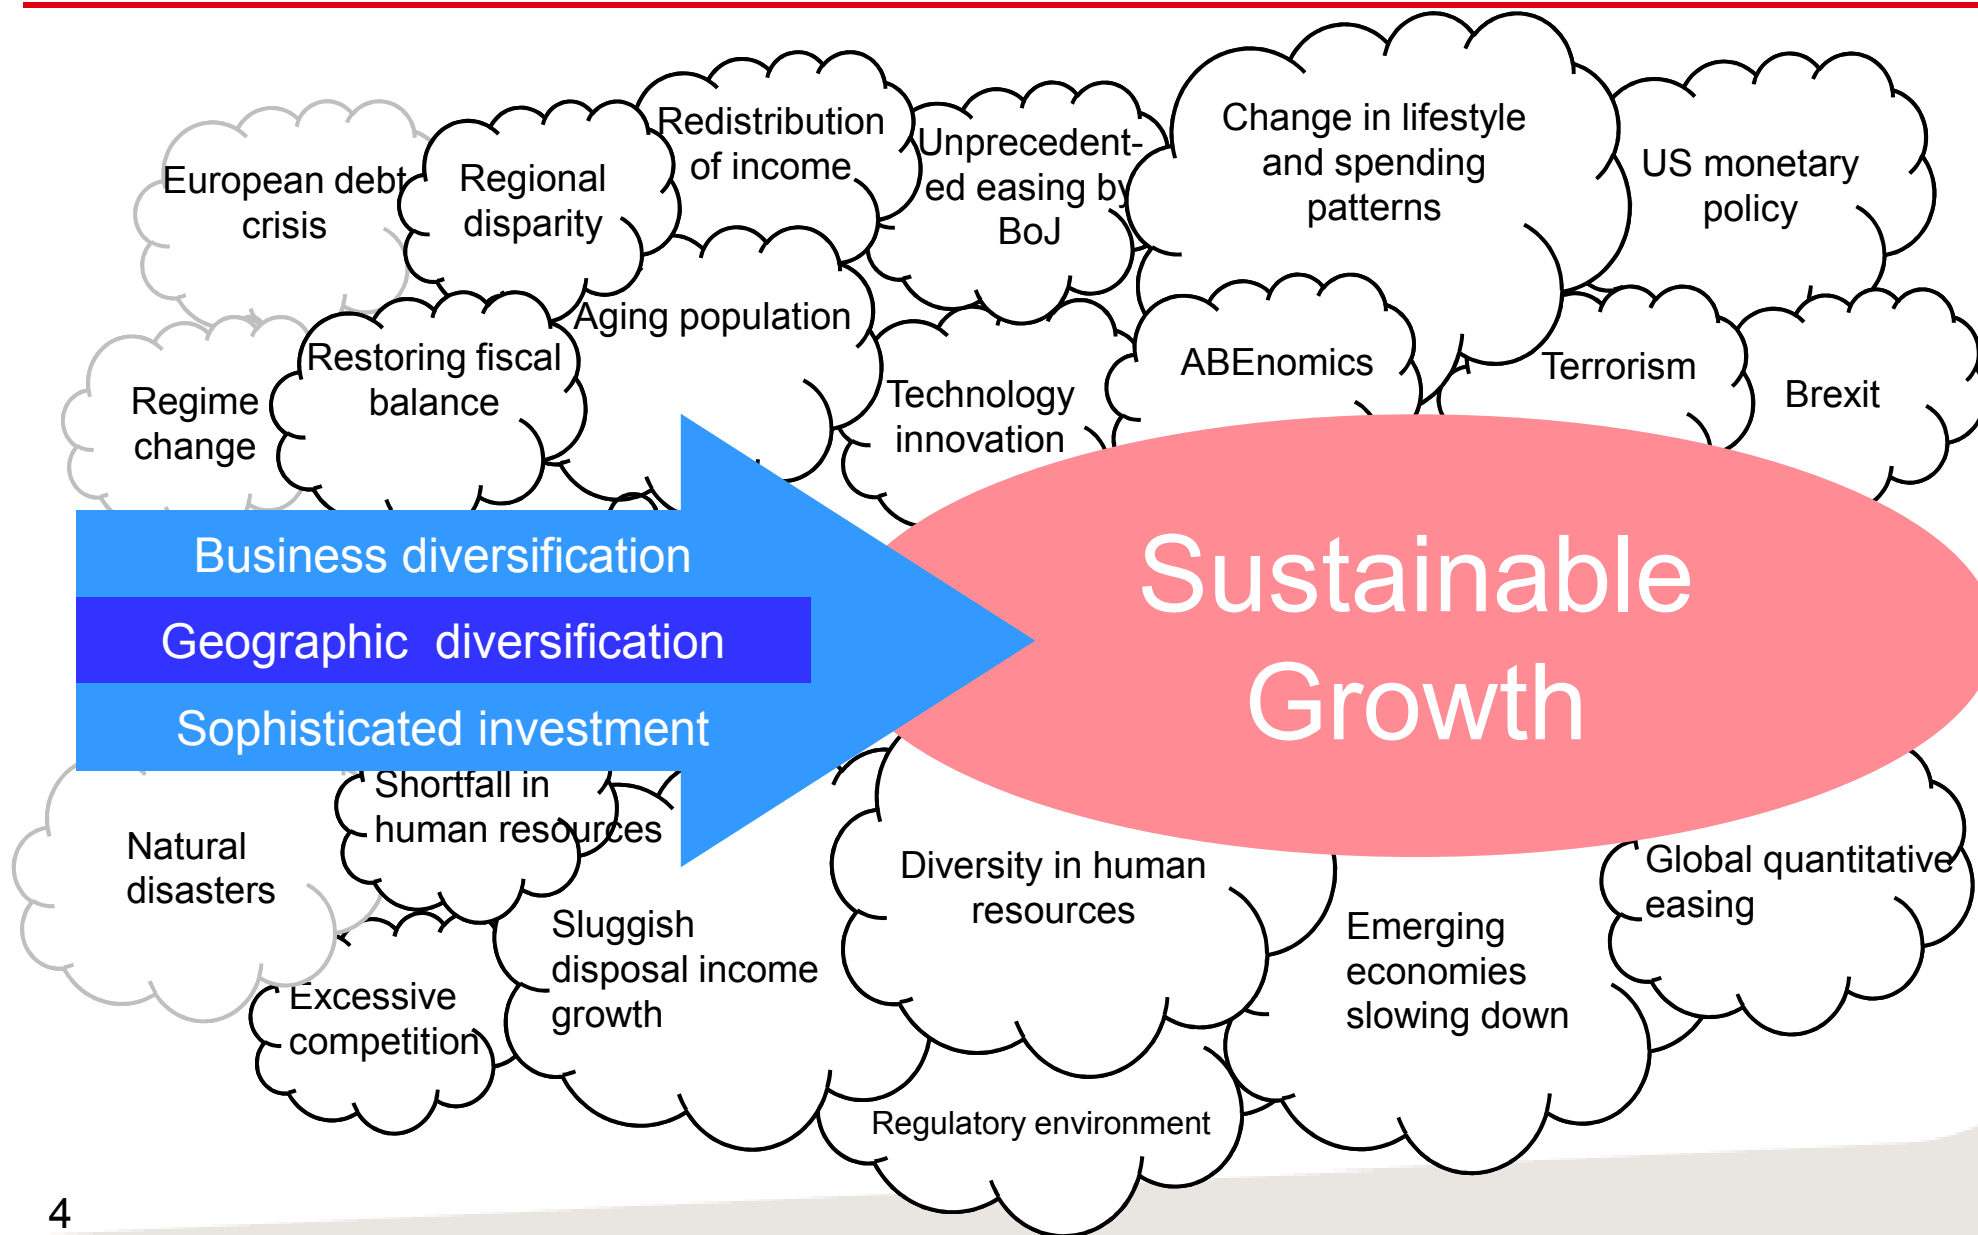 European debt
crisis
Regional
disparity
Redistribution
of income
Unprecedent-
ed easing by
BoJ
Change in lifestyle
and spending
patterns
US monetary
policy
Regime
change
Restoring fiscal
balance
Aging population
Technology
innovation
ABEnomics
Terrorism
Brexit
Business diversification
Geographic diversification
Sophisticated investment
Sustainable
Growth
Natural
disasters
Shortfall in
human resources
Excessive
competition
Sluggish
disposal income
growth
Diversity in human
resources
Regulatory environment
Emerging
economies
slowing down
Global quantitative
easing
4